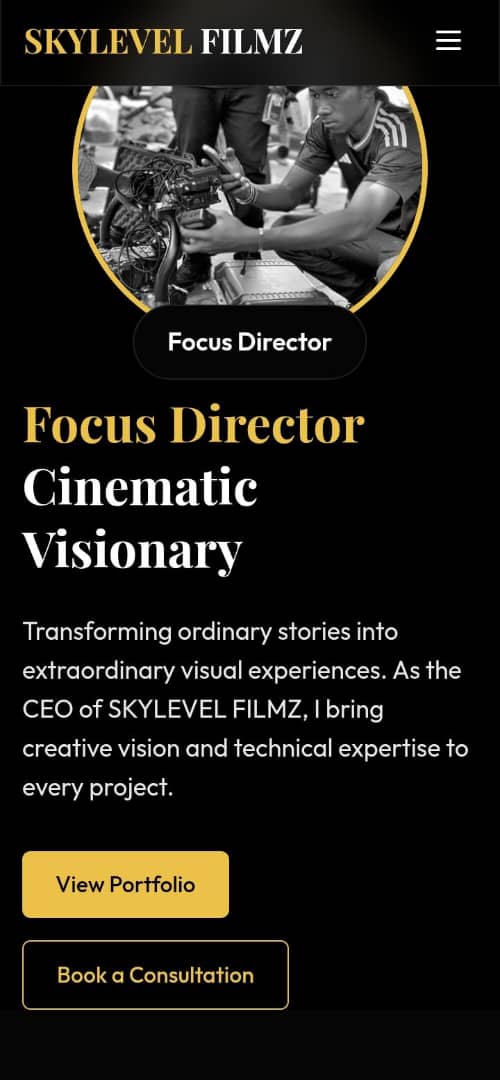 SKYLEVEL FILMZ
Focus Director
Focus Director
Cinematic
Visionary
Transforming ordinary stories into
extraordinary visual experiences. As the
CEO of SKYLEVEL FILMZ, I bring
creative vision and technical expertise to
every project.
View Portfolio
Book a Consultation